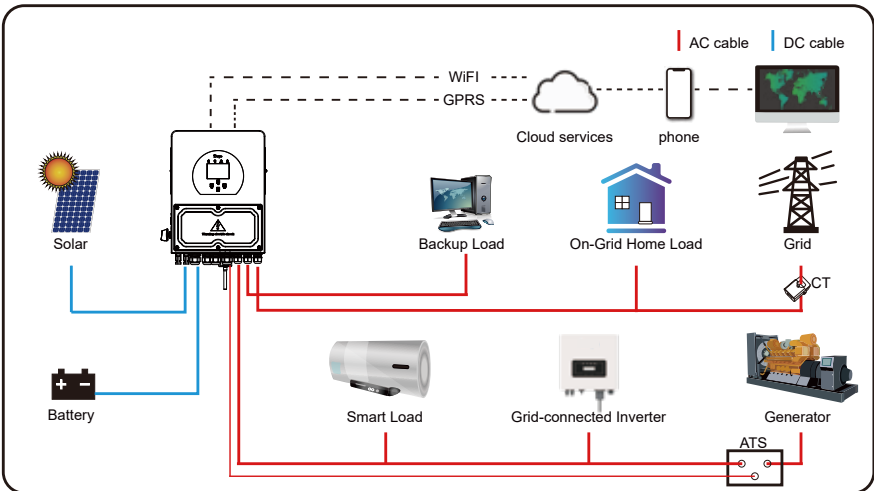 AC cable
DC cable
WiFI
GPRS
Cloud services
phone
Solar
Backup Load
On-Grid Home Load
Grid
CT
Battery
Smart Load
Grid-connected Inverter
Generator
ATS